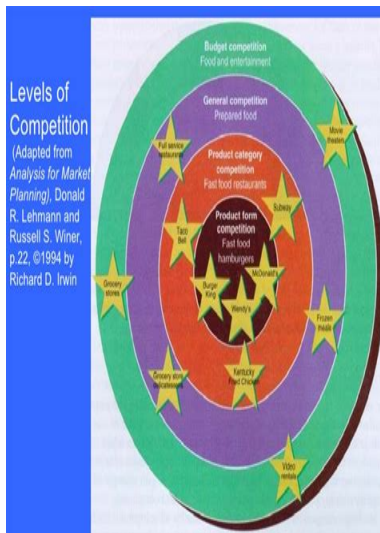 Levels of
Competition
(Adapted from
Analysis for Market
Planning), Donald
R. Lehmann and
Russell S. Winer,
p.22, ©1994 by
Richard D. Irwin
Budget competition
Food and entertainment
General competition
Prepared food
Movie
theaters
Full service
restaurants
Product category
competition
Fast food restaurants
Subway
Taco
Bell
Product form
competition
Fast food
hamburgers
McDonald's
Burger
King
Wendy's
Grocery
stores
Frozen
meals
Grocery store
delicatessens
Kentucky
Fried Chicken
Video
rentals